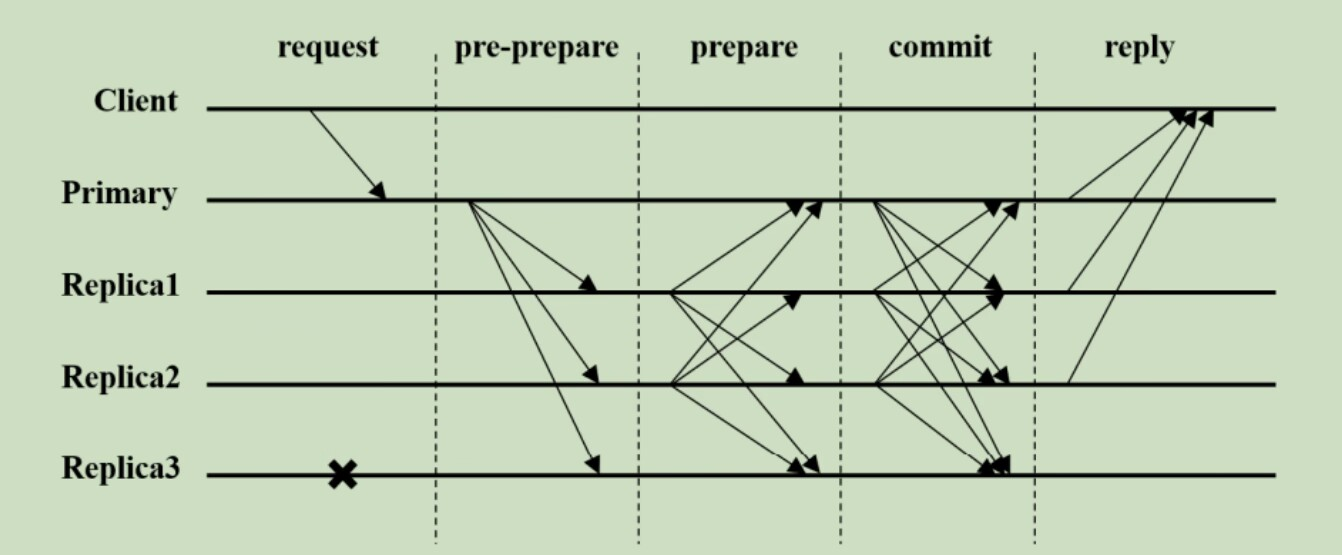 request pre-prepare prepare commit reply
Client
Primary
Replica1
Replica2
Replica3